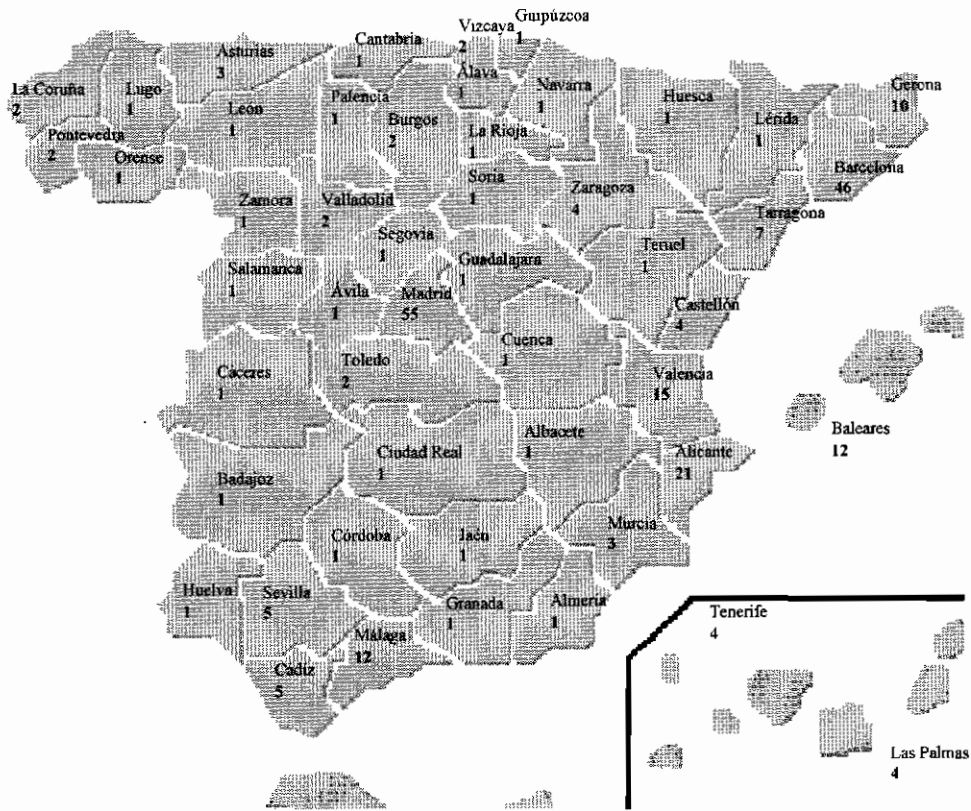 Guipúzcoa
1
Vizcaya
2
Cantabria
1
Asturias
3
La Coruña
2
Lugo
1
León
1
Palencia
1
Burgos
2
Álava
1
Navarra
1
Huesca
1
Lérida
1
Gerona
10
Pontevedra
2
Orense
1
La Rioja
1
Barcelona
46
Zamora
1
Valladolid
2
Soria
1
Zaragoza
4
Tarragona
7
Segovia
1
Salamanca
1
Ávila
1
Madrid
55
Guadalajara
1
Teruel
1
Castellón
4
Caceres
1
Toledo
2
Cuenca
1
Valencia
15
Baleares
12
Badajoz
1
Ciudad Real
1
Albacete
1
Alicante
21
Córdoba
1
Jaén
1
Murcia
3
Huelva
1
Sevilla
5
Granada
1
Almería
1
Málaga
12
Cadiz
5
Tenerife
4
Las Palmas
4